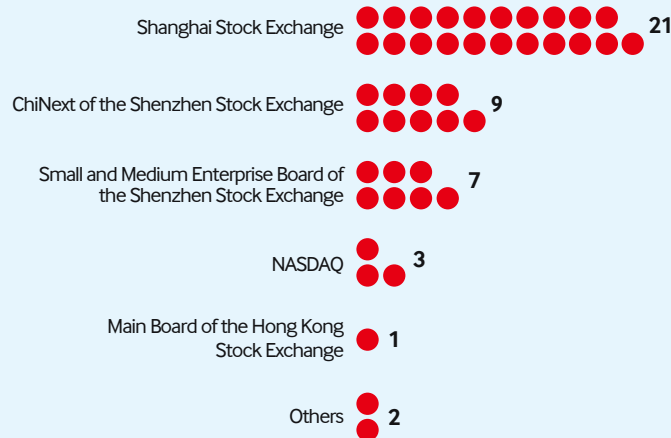 Shanghai Stock Exchange
21
ChiNext of the Shenzhen Stock Exchange
9
Small and Medium Enterprise Board of
the Shenzhen Stock Exchange
7
NASDAQ
3
Main Board of the Hong Kong
Stock Exchange
1
Others
2